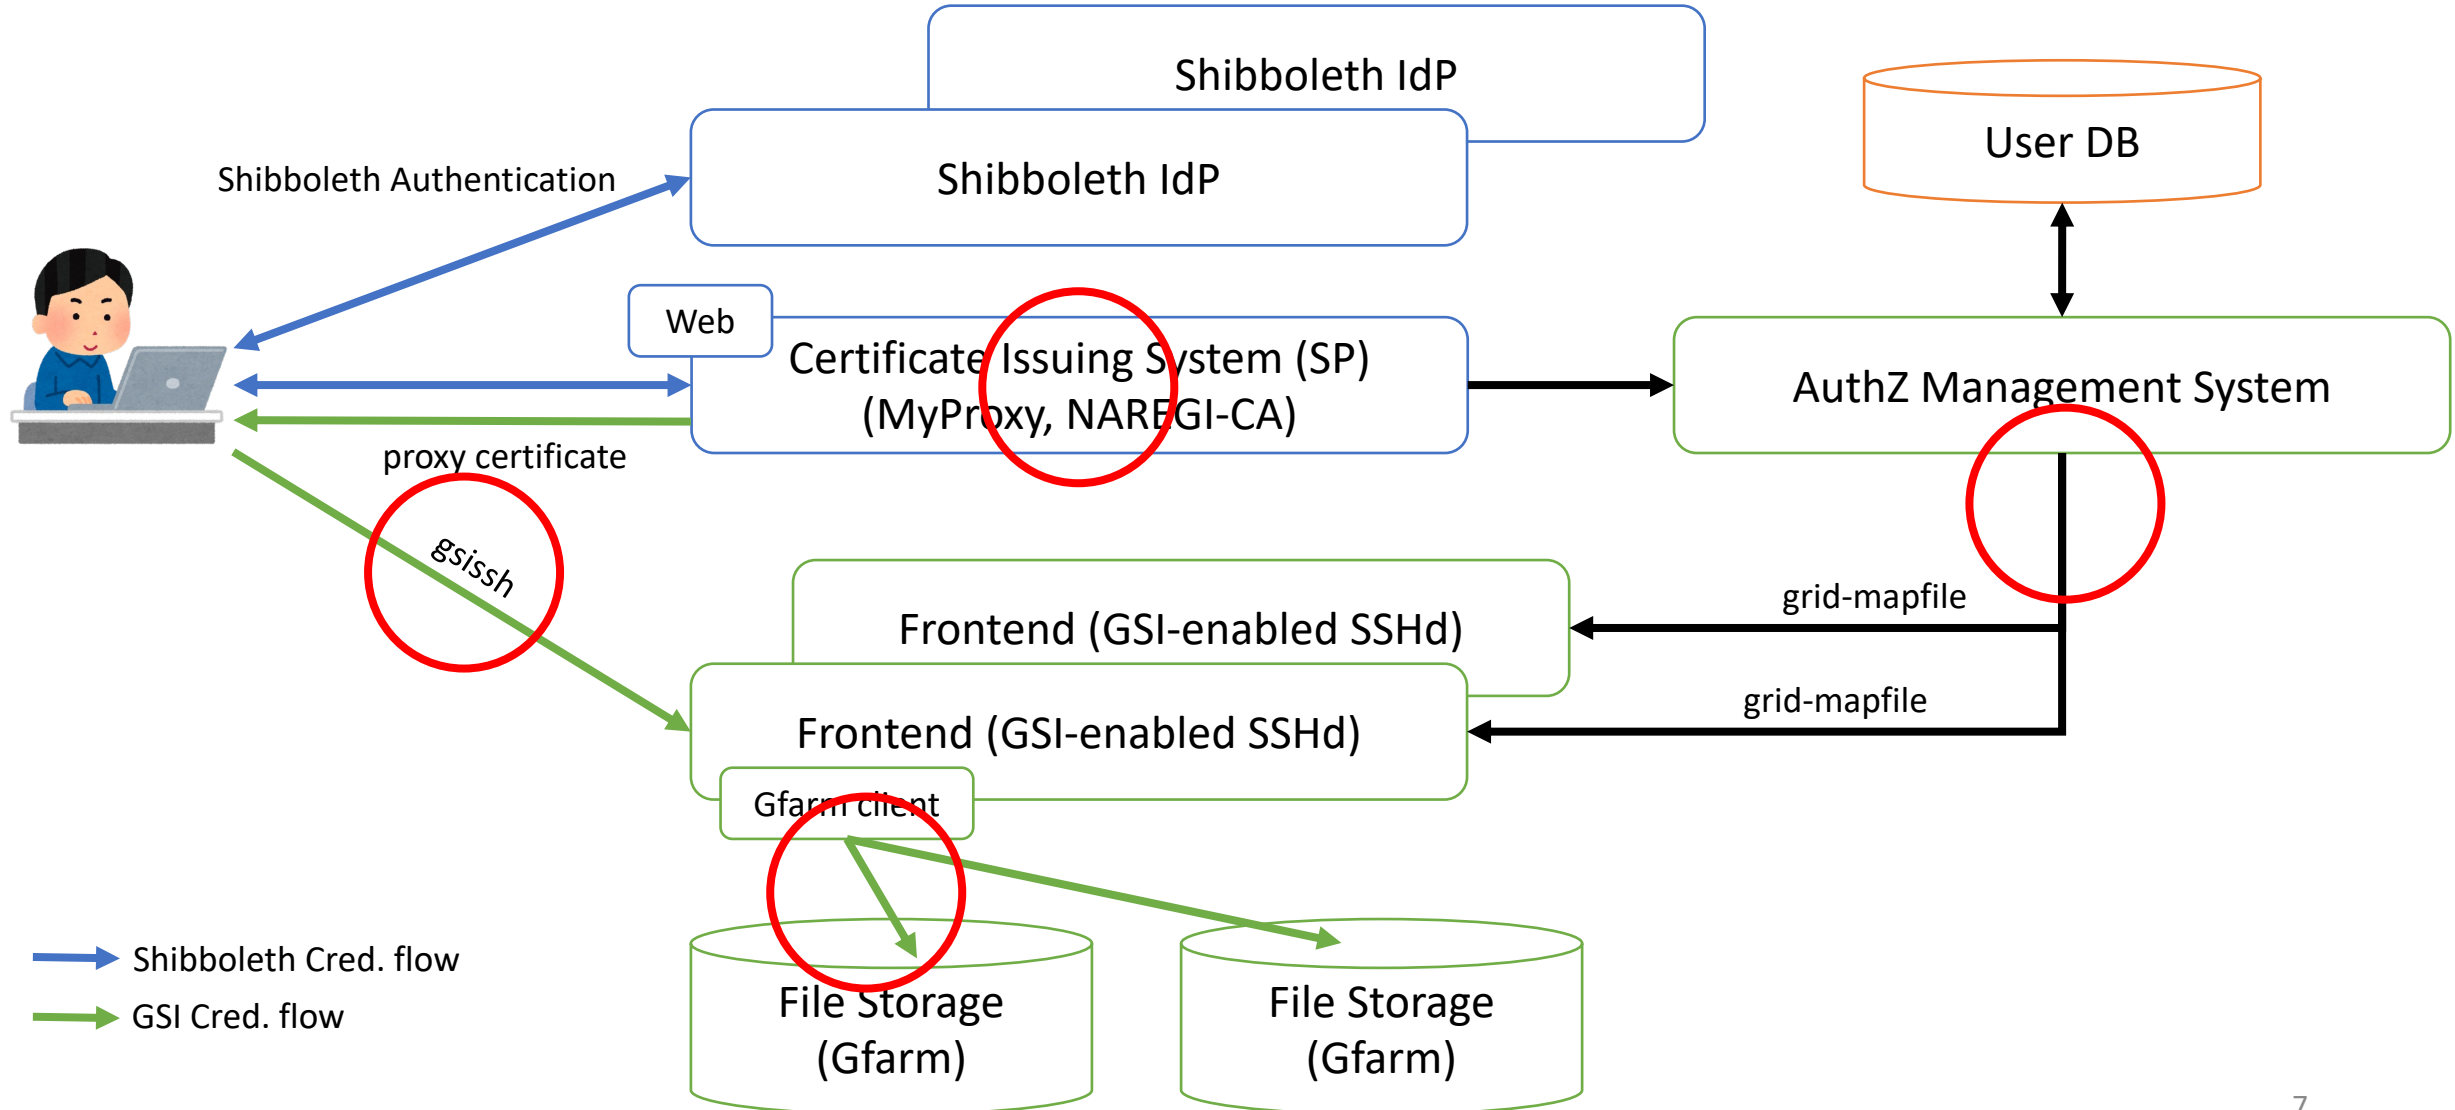 Shibboleth IdP
User DB
Shibboleth Authentication
Shibboleth IdP
Web
Certificate Issuing System (SP)
(MyProxy, NAREGI-CA)
AuthZ Management System
proxy certificate
gsissh
grid-mapfile
Frontend (GSI-enabled SSHd)
grid-mapfile
Frontend (GSI-enabled SSHd)
Gfarm client
Shibboleth Cred. flow
GSI Cred. flow
File Storage
(Gfarm)
File Storage
(Gfarm)
7